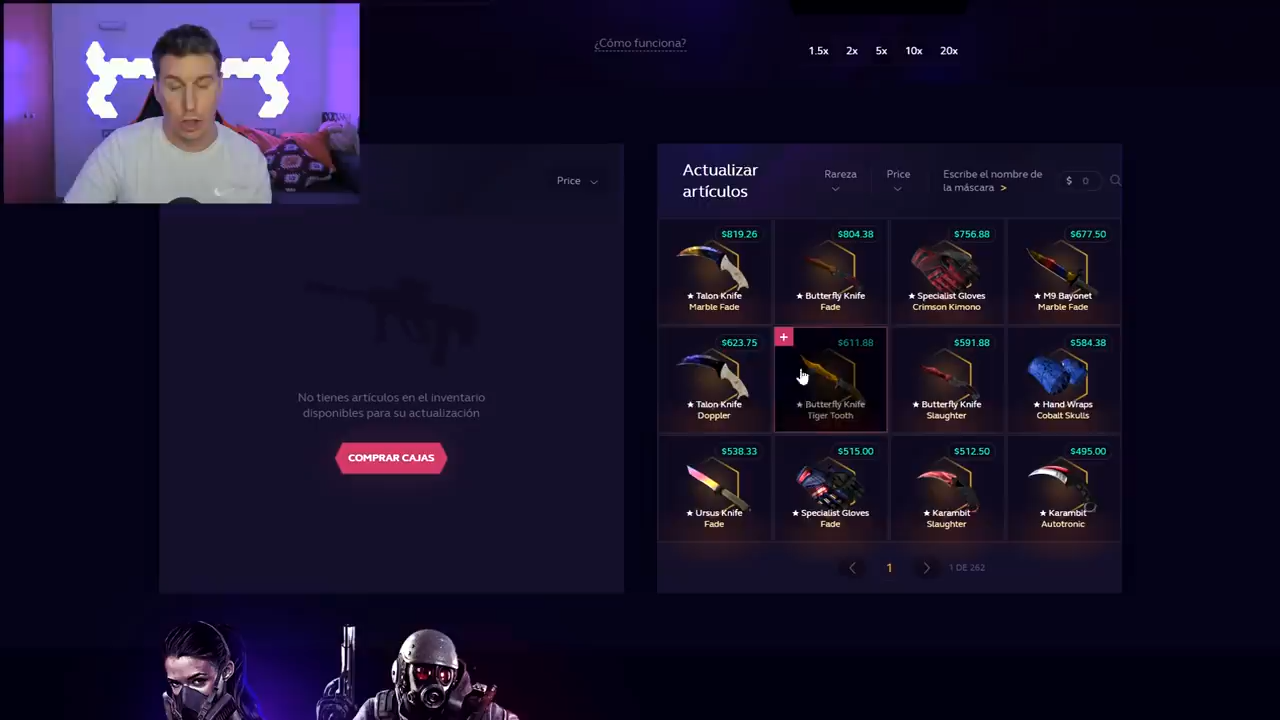 ¿Cómo funciona?
1.5x 2x 5x 10x 20x
Price
No tienes artículos en el inventario
disponibles para su actualización
COMPRAR CAJAS
Actualizar
artículos
Rareza
Price
Escribe el nombre de
la máscara >
$ 0
$819.26
★ Talon Knife
Marble Fade
$804.38
★ Butterfly Knife
Fade
$756.88
★ Specialist Gloves
Crimson Kimono
$677.50
★ M9 Bayonet
Marble Fade
$623.75
★ Talon Knife
Doppler
+
$611.88
★ Butterfly Knife
Tiger Tooth
$591.88
★ Butterfly Knife
Slaughter
$584.38
★ Hand Wraps
Cobalt Skulls
$538.33
★ Ursus Knife
Fade
$515.00
★ Specialist Gloves
Fade
$512.50
★ Karambit
Slaughter
$495.00
★ Karambit
Autotronic
1
1 DE 262